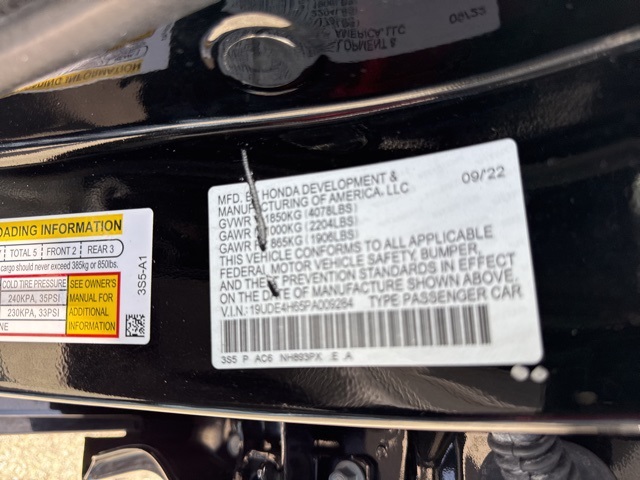 09/22
MFD. BY HONDA DEVELOPMENT &
MANUFACTURING OF AMERICA, LLC
GVWR 1850KG (4078LBS)
GAWR F 1000KG (2204LBS)
GAWR R 865KG (1906LBS)
THIS VEHICLE CONFORMS TO ALL APPLICABLE
FEDERAL MOTOR VEHICLE SAFETY, BUMPER,
AND THEFT PREVENTION STANDARDS IN EFFECT
ON THE DATE OF MANUFACTURE SHOWN ABOVE.
V.I.N.: 19UDE4H65PA009284 TYPE PASSENGER CAR
3S5 P AC6 NH893PX E A
OADING INFORMATION
TOTAL 5 FRONT 2 REAR 3
cargo should never exceed 385kg or 850lbs.
COLD TIRE PRESSURE
240KPA, 35PSI
230KPA, 33PSI
SEE OWNER'S
MANUAL FOR
ADDITIONAL
INFORMATION
3S5-A1